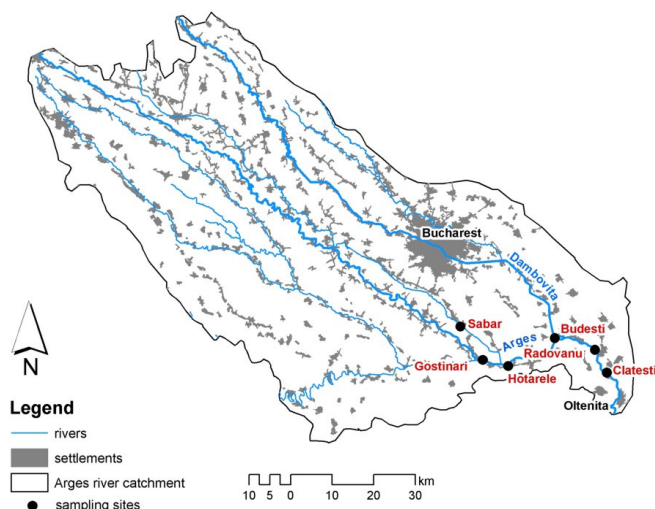 Bucharest
Dambovita
Sabar
Arges
Budesti
Radovanu
Gostinari
Hotarele
Clatesti
Oltenita
N
Legend
rivers
settlements
Arges river catchment
sampling sites
10 5 0 10 20 30
km